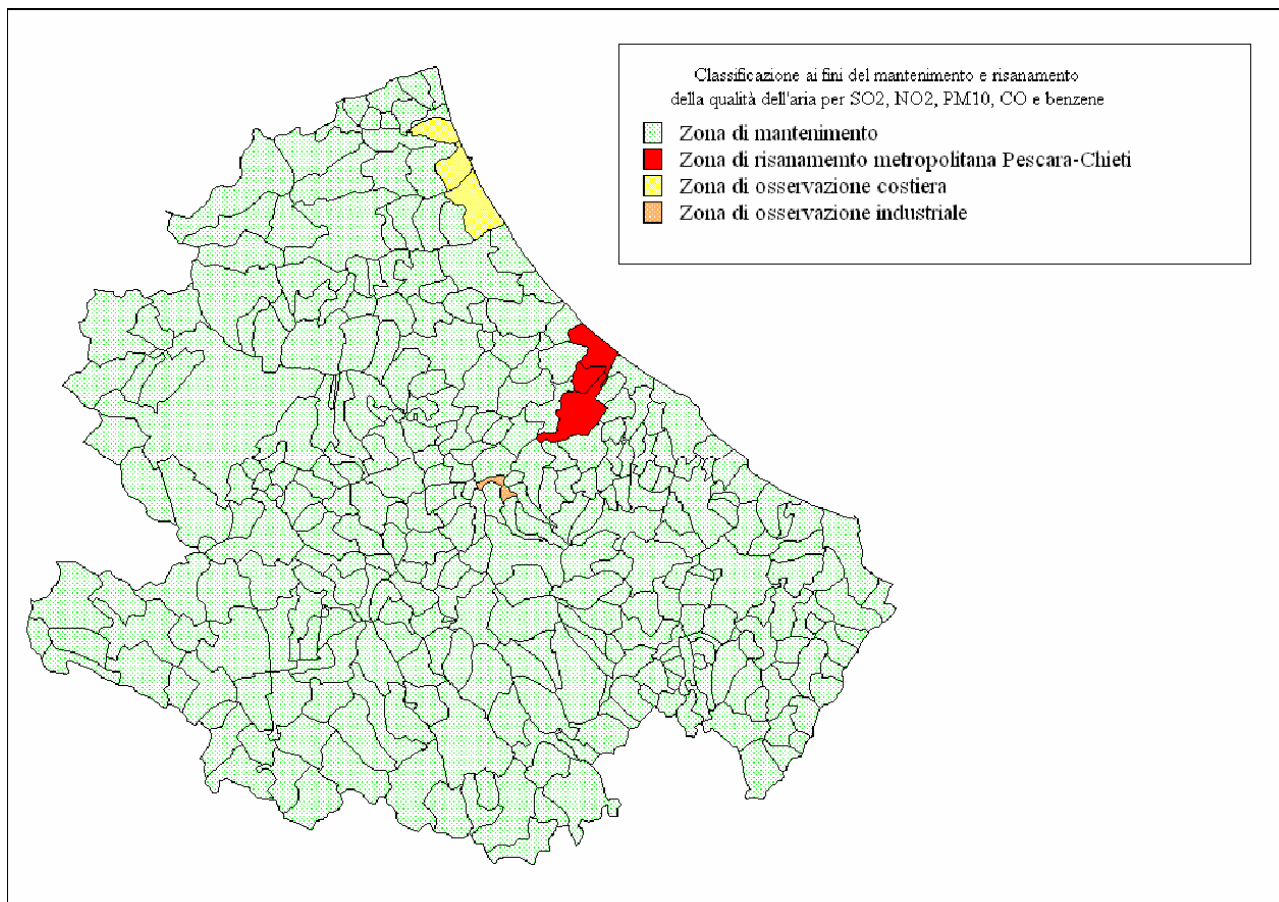 Classificazione ai fini del mantenimento e risanamento
della qualità dell'aria per SO2, NO2, PM10, CO e benzene
Zona di mantenimento
Zona di risanamemto metropolitana Pescara-Chieti
Zona di osservazione costiera
Zona di osservazione industriale